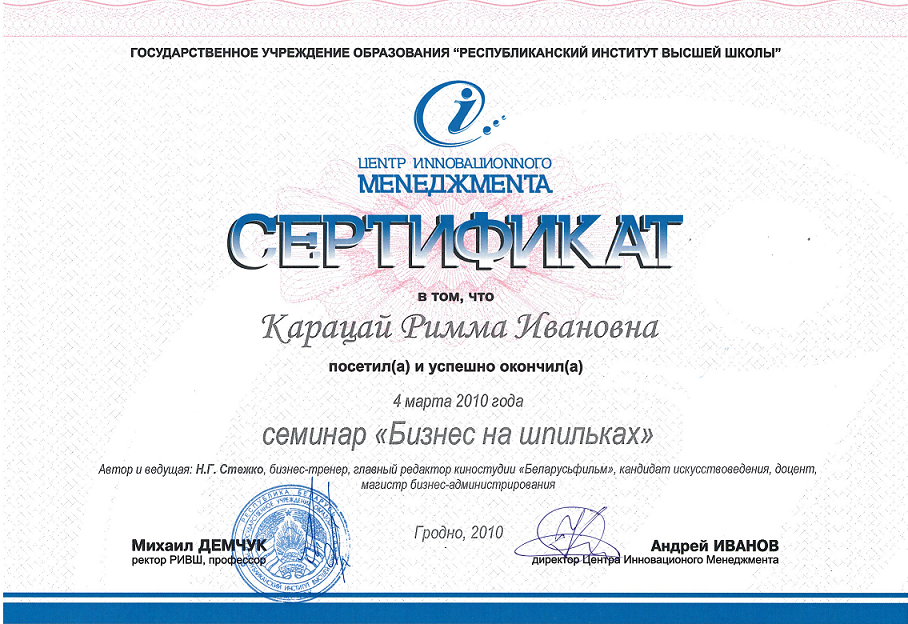 ГОСУДАРСТВЕННОЕ УЧРЕЖДЕНИЕ ОБРАЗОВАНИЯ “РЕСПУБЛИКАНСКИЙ ИНСТИТУТ ВЫСШЕЙ ШКОЛЫ”
ЦЕНТР ИННОВАЦИОННОГО
МЕНЕДЖМЕНТА
СЕРТИФИКАТ
в том, что
Карацай Римма Ивановна
посетил(а) и успешно окончил(а)
4 марта 2010 года
семинар «Бизнес на шпильках»
Автор и ведущая: Н.Г. Стежко, бизнес-тренер, главный редактор киностудии «Беларусьфильм», кандидат искусствоведения, доцент,
магистр бизнес-администрирования
РЕСПУБЛИКА БЕЛАРУСЬ
Гродно, 2010
Михаил ДЕМЧУК
ректор РИВШ, профессор
Андрей ИВАНОВ
директор Центра Инновационого Менеджмента